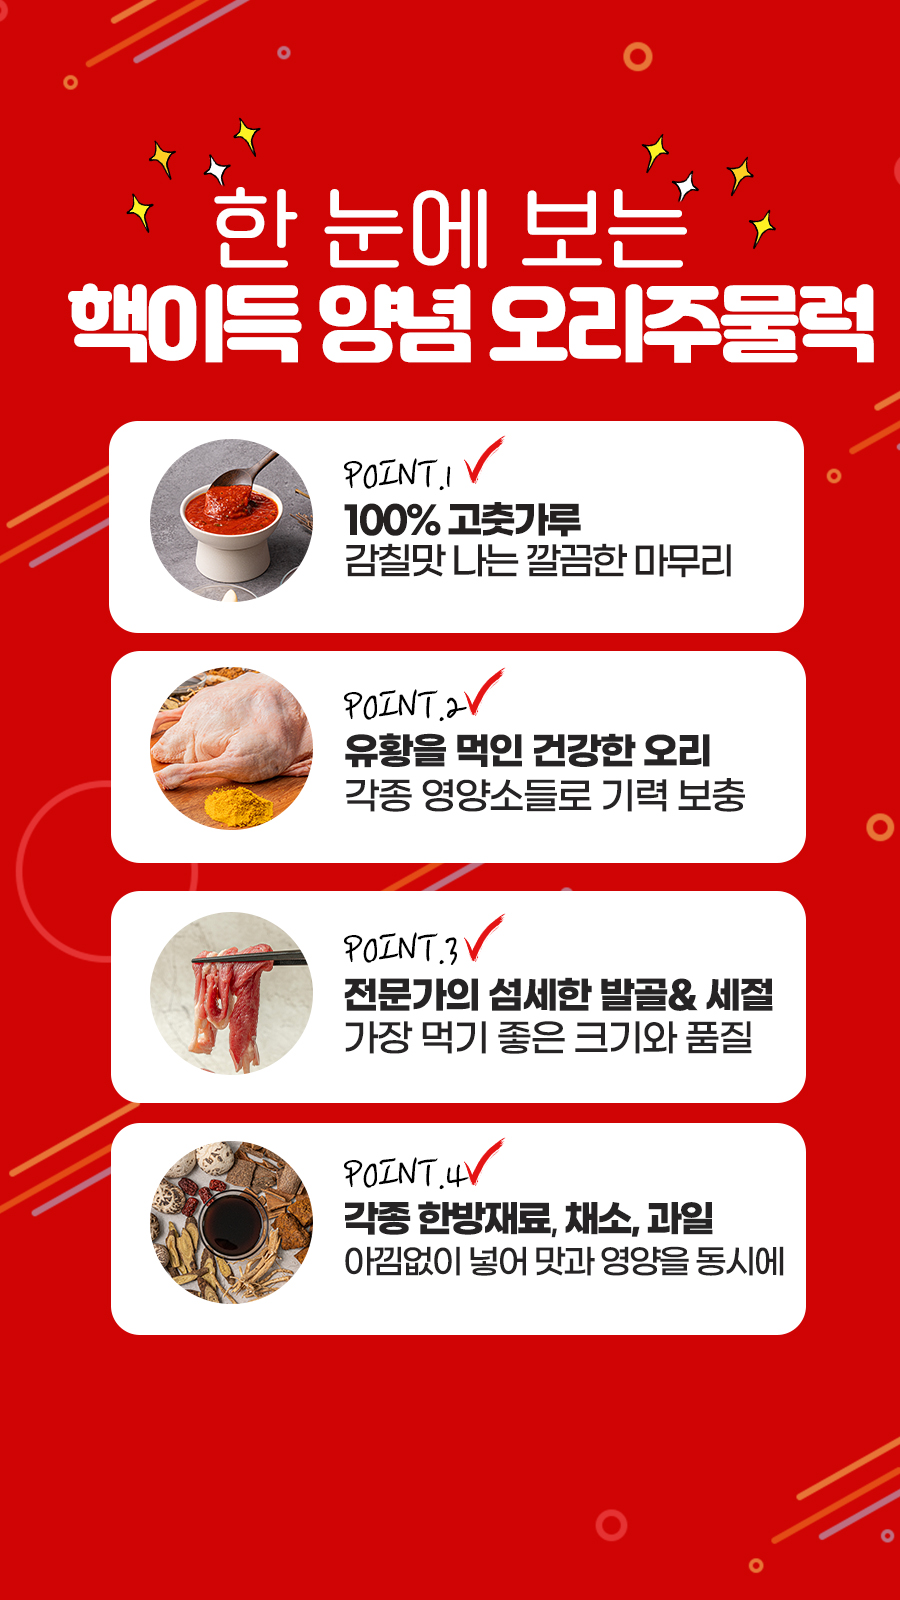 한 눈에 보는
핵이득 양념 오리주물럭
POINT.1
100% 고춧가루
감칠맛 나는 깔끔한 마무리
POINT.2
유황을 먹인 건강한 오리
각종 영양소들로 기력 보충
POINT.3
전문가의 섬세한 발골& 세절
가장 먹기 좋은 크기와 품질
POINT.4
각종 한방재료, 채소, 과일
아낌없이 넣어 맛과 영양을 동시에